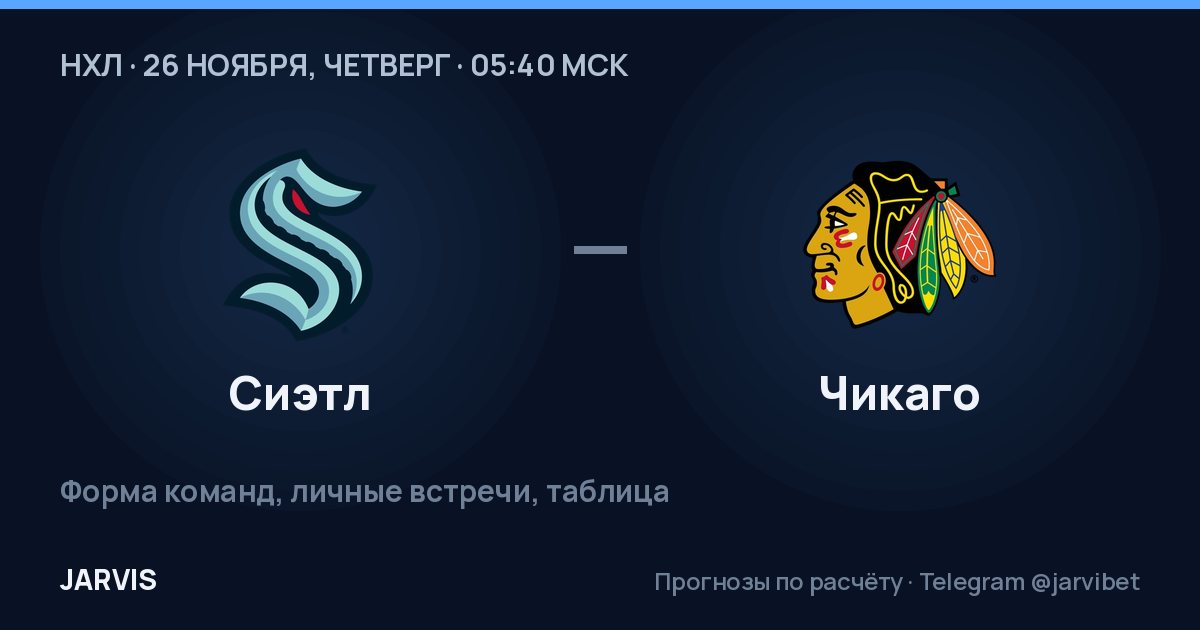 НХЛ · 26 НОЯБРЯ, ЧЕТВЕРГ · 05:40 МСК
—
Сиэтл
Чикаго
Форма команд, личные встречи, таблица
JARVIS
Прогнозы по расчёту · Telegram @jarvibet